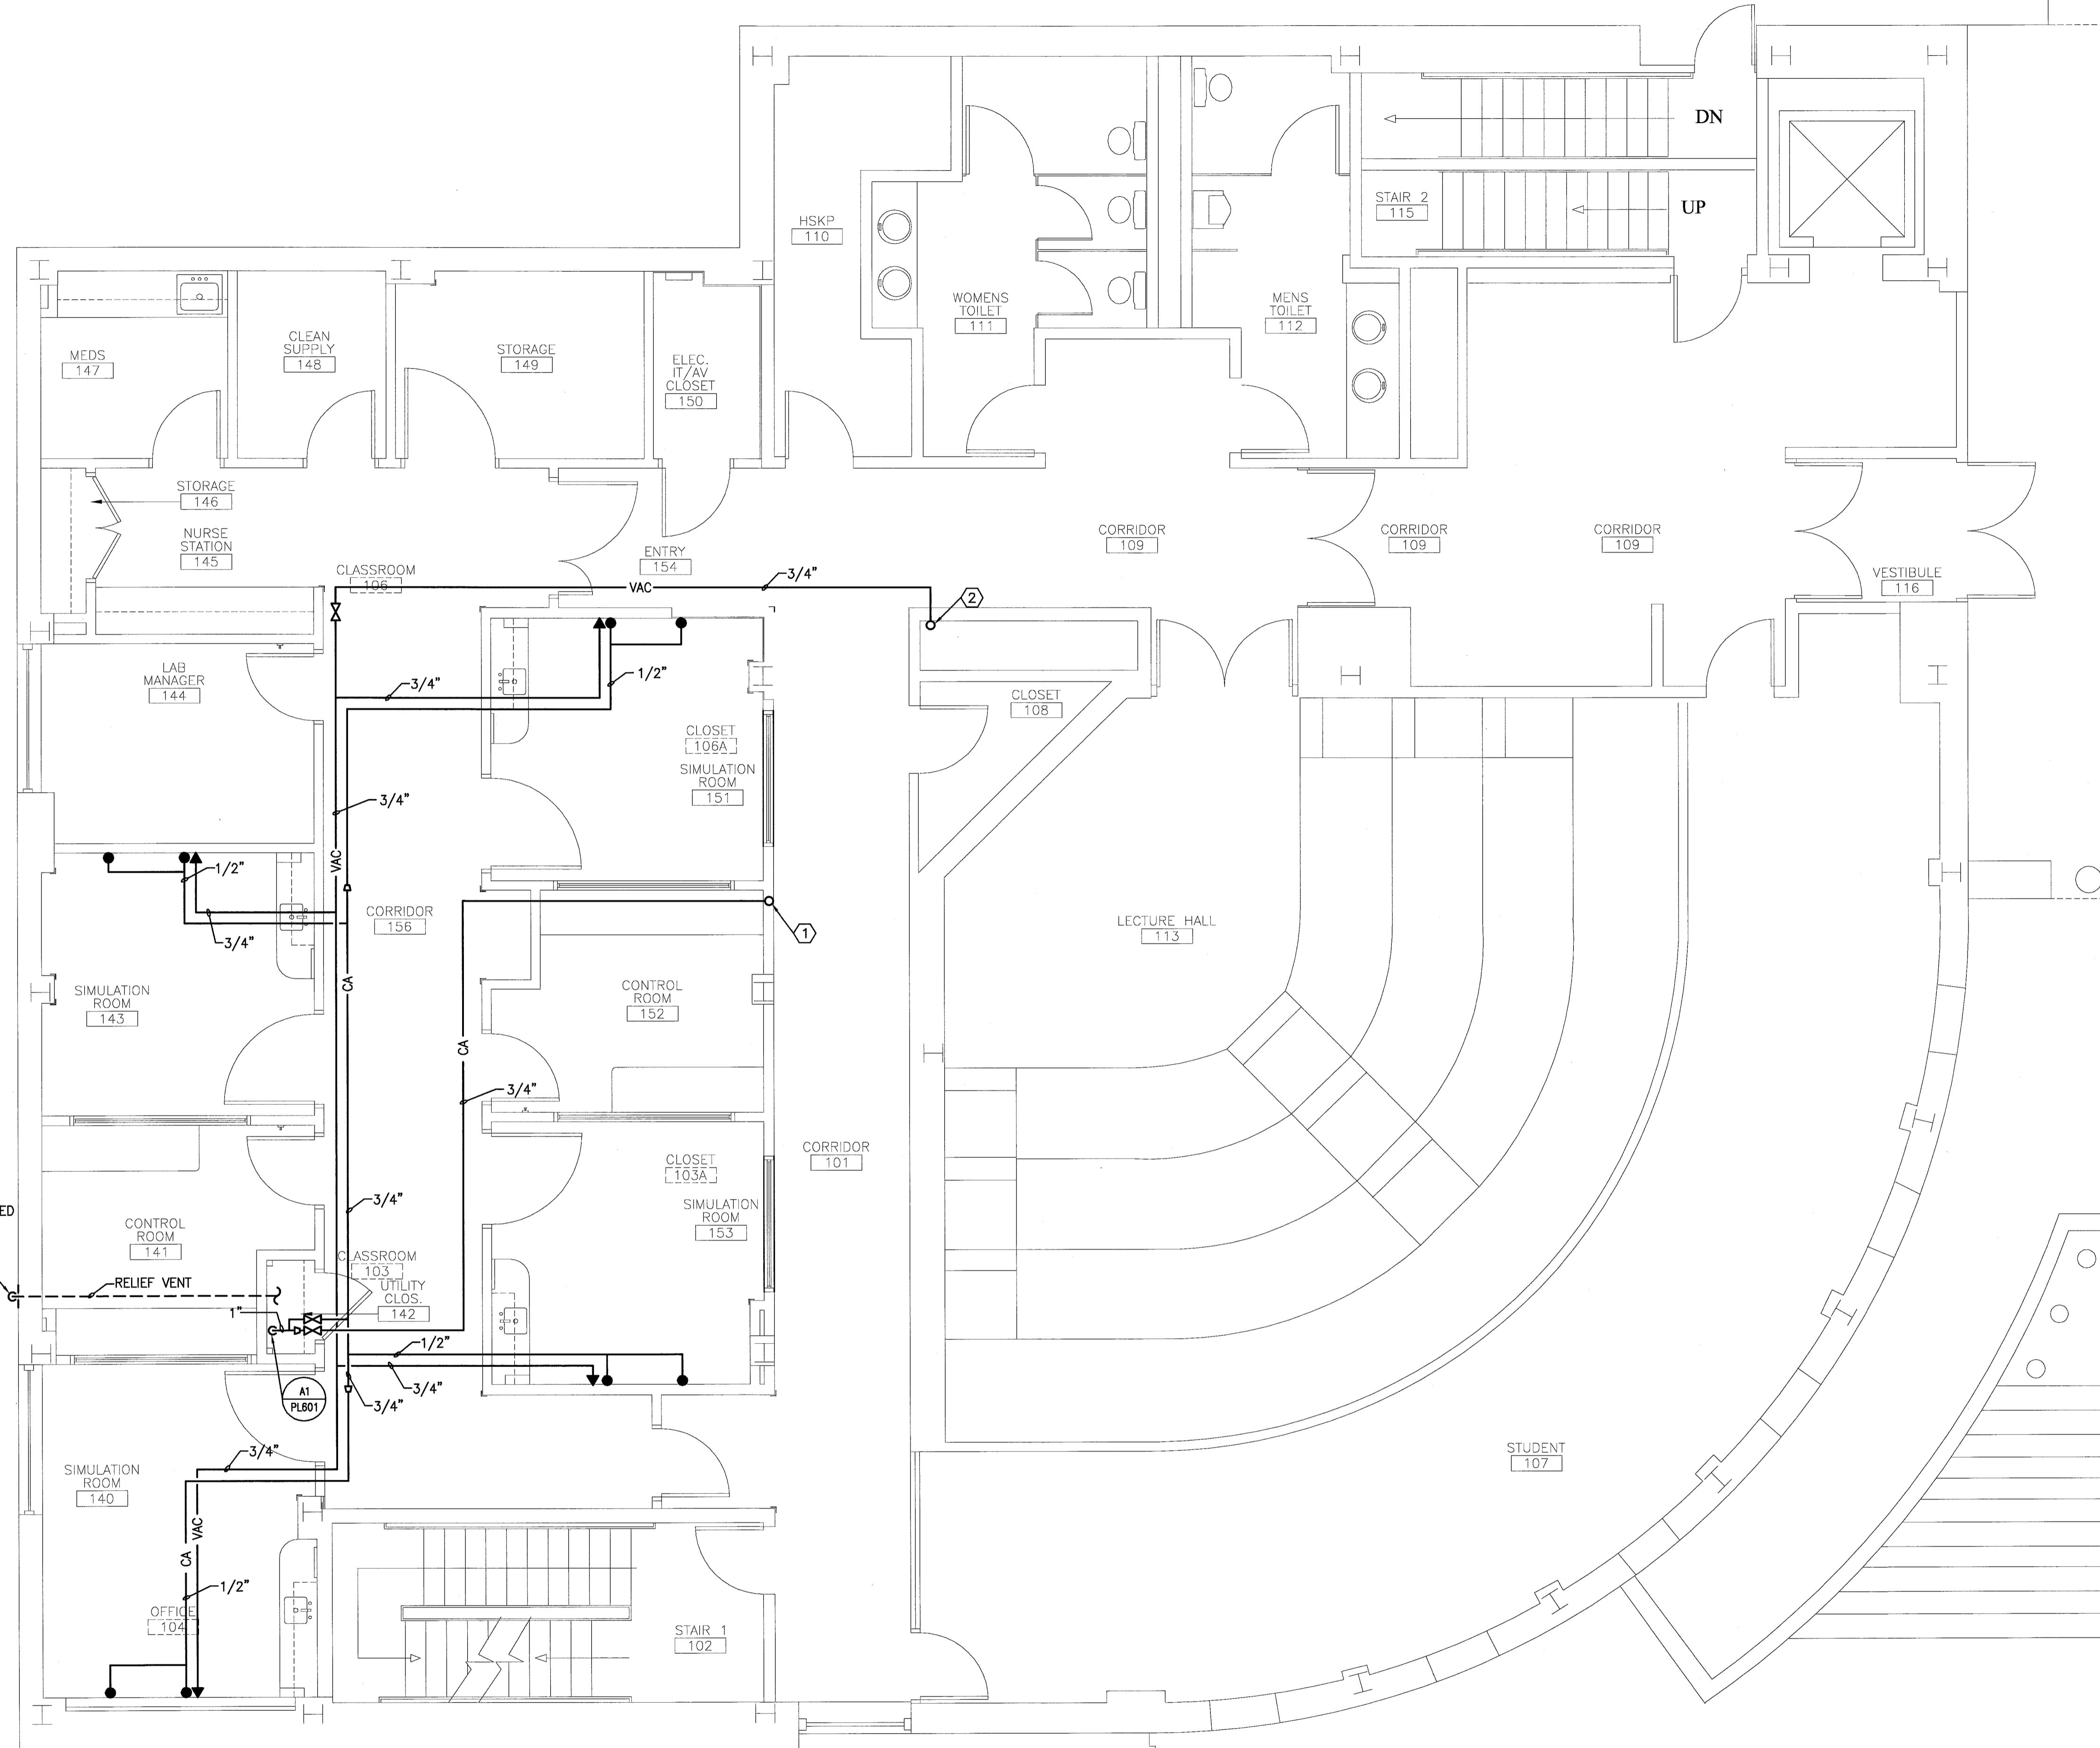 DN
UP
STAIR 2
115
HSKP
110
WOMENS
TOILET
111
MENS
TOILET
112
MEDS
147
CLEAN
SUPPLY
148
STORAGE
149
ELEC.
IT/AV
CLOSET
150
STORAGE
146
NURSE
STATION
145
CLASSROOM
106
ENTRY
154
CORRIDOR
109
CORRIDOR
109
CORRIDOR
109
VESTIBULE
116
VAC
3/4"
2
LAB
MANAGER
144
3/4"
1/2"
CLOSET
106A
SIMULATION
ROOM
151
CLOSET
108
3/4"
VAC
1/2"
3/4"
CORRIDOR
156
1
LECTURE HALL
113
CA
SIMULATION
ROOM
143
CONTROL
ROOM
152
CA
3/4"
CORRIDOR
101
CLOSET
103A
SIMULATION
ROOM
153
3/4"
ED
CONTROL
ROOM
141
CLASSROOM
103
UTILITY
CLOS.
142
RELIEF VENT
1"
1/2"
3/4"
3/4"
A1
PL601
3/4"
SIMULATION
ROOM
140
STUDENT
107
VAC
CA
1/2"
OFFICE
104
STAIR 1
102